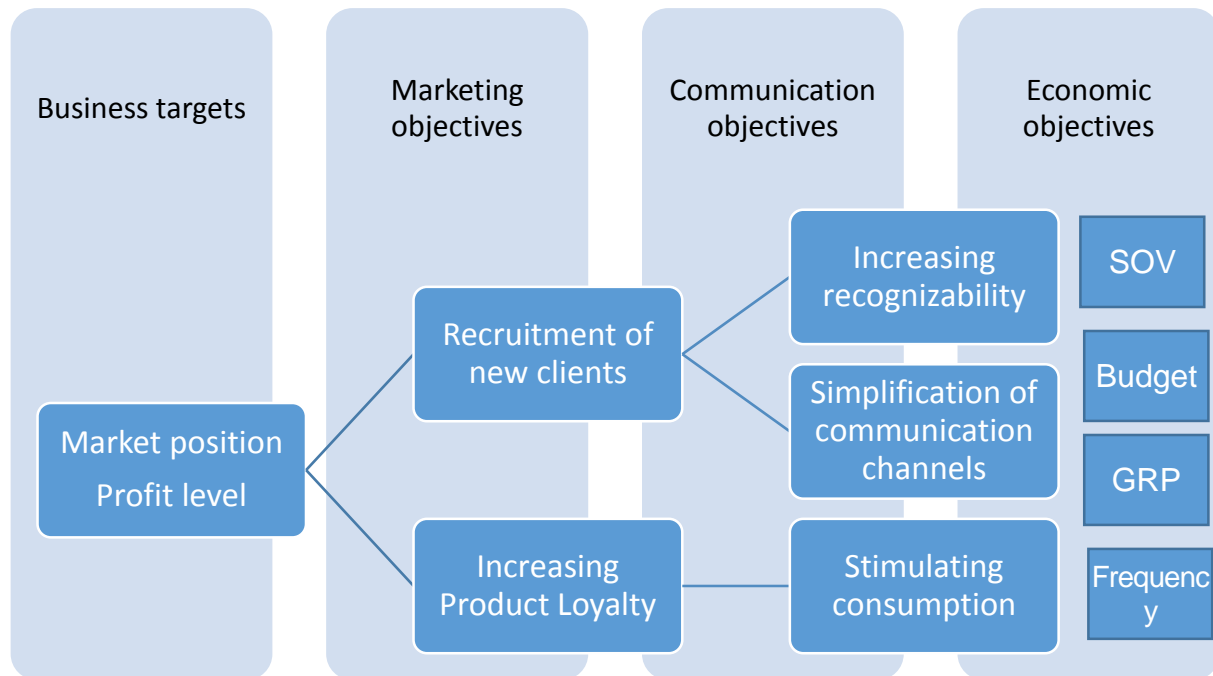 Business targets
Marketing
objectives
Communication
objectives
Economic
objectives
Market position
Profit level
Recruitment of
new clients
Increasing
Product Loyalty
Increasing
recognizability
Simplification of
communication
channels
Stimulating
consumption
SOV
Budget
GRP
Frequenc
y